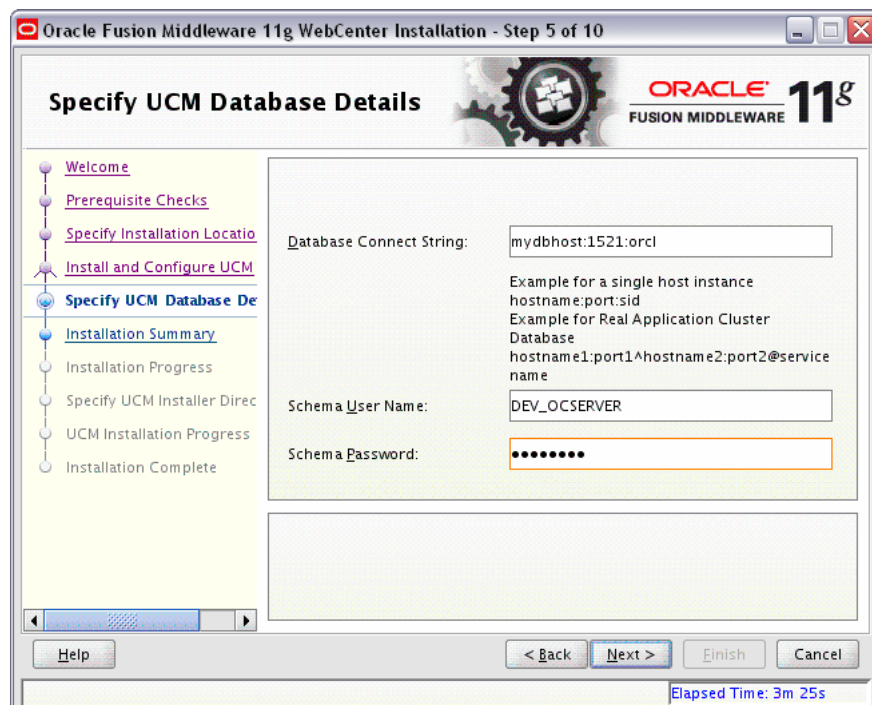 Oracle Fusion Middleware 11g WebCenter Installation - Step 5 of 10
Specify UCM Database Details
ORACLE
FUSION MIDDLEWARE
11g
Welcome
Prerequisite Checks
Specify Installation Locatio
Install and Configure UCM
Specify UCM Database De
Installation Summary
Installation Progress
Specify UCM Installer Direc
UCM Installation Progress
Installation Complete
Database Connect String:
mydbhost:1521:orcl
Example for a single host instance
hostname:port:sid
Example for Real Application Cluster
Database
hostname1:port1^hostname2:port2@service
name
Schema User Name:
DEV_OCSERVER
Schema Password:
••••••••
Help
< Back
Next >
Finish
Cancel
Elapsed Time: 3m 25s